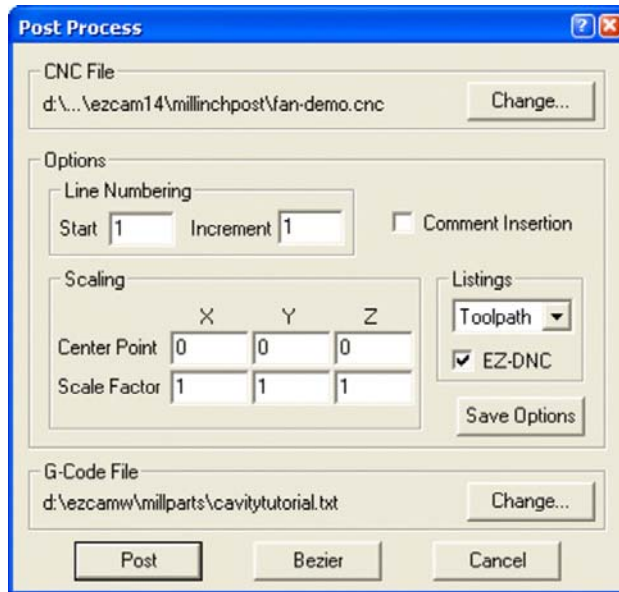 Post Process
CNC File
d:\...\ezcam14\millinchpost\fan-demo.cnc Change...
Options
Line Numbering
Start 1 Increment 1 Comment Insertion
Scaling Listings
X Y Z Toolpath
Center Point 0 0 0
EZ-DNC
Scale Factor 1 1 1
Save Options
G-Code File
d:\ezcamw\millparts\cavitytutorial.txt Change...
Post Bezier Cancel